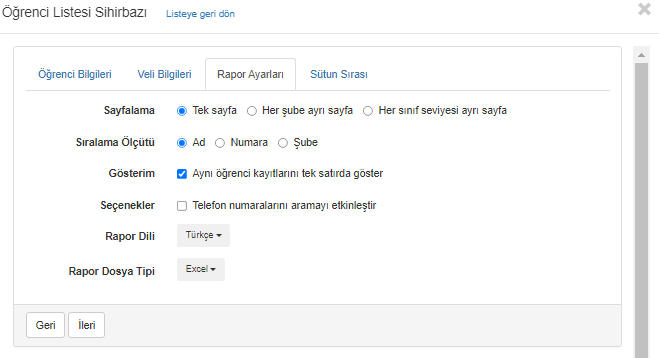 Öğrenci Listesi Sihirbazı Listeye geri dön
Öğrenci Bilgileri Veli Bilgileri Rapor Ayarları Sütun Sırası
Sayfalama Tek sayfa Her şube ayrı sayfa Her sınıf seviyesi ayrı sayfa
Sıralama Ölçütü Ad Numara Şube
Gösterim Aynı öğrenci kayıtlarını tek satırda göster
Seçenekler Telefon numaralarını aramayı etkinleştir
Rapor Dili Türkçe
Rapor Dosya Tipi Excel
Geri İleri